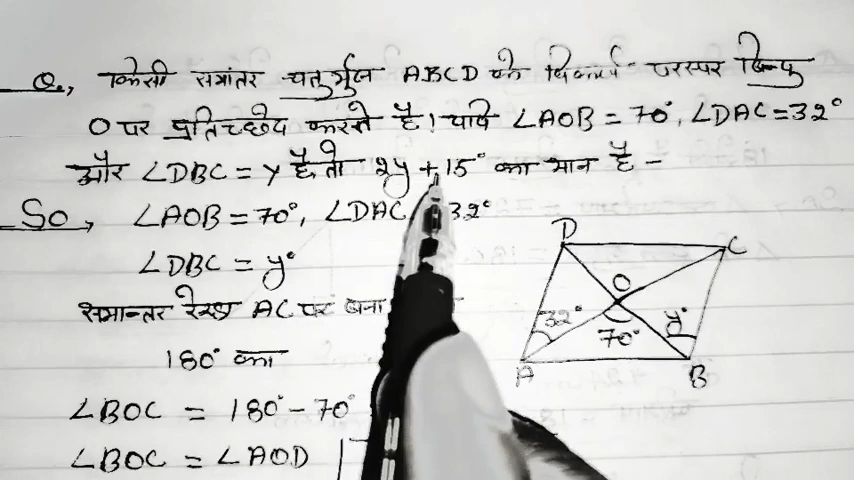 Q, किसी सत्रांतर चतुर्भुज ABCD के विकर्ण परस्पर बिन्दु
O पर प्रतिच्छेद करते है। यदि ∠AOB = 70°, ∠DAC = 32°
और ∠DBC = y है, तो 2y + 15° का मान है -
So, ∠AOB = 70°, ∠DAC 32°
∠DBC = y°
समान्तर रेखा AC पर बना
180° का
∠BOC = 180° - 70°
∠BOC = ∠AOD
D
C
O
32°
70°
y°
A
B